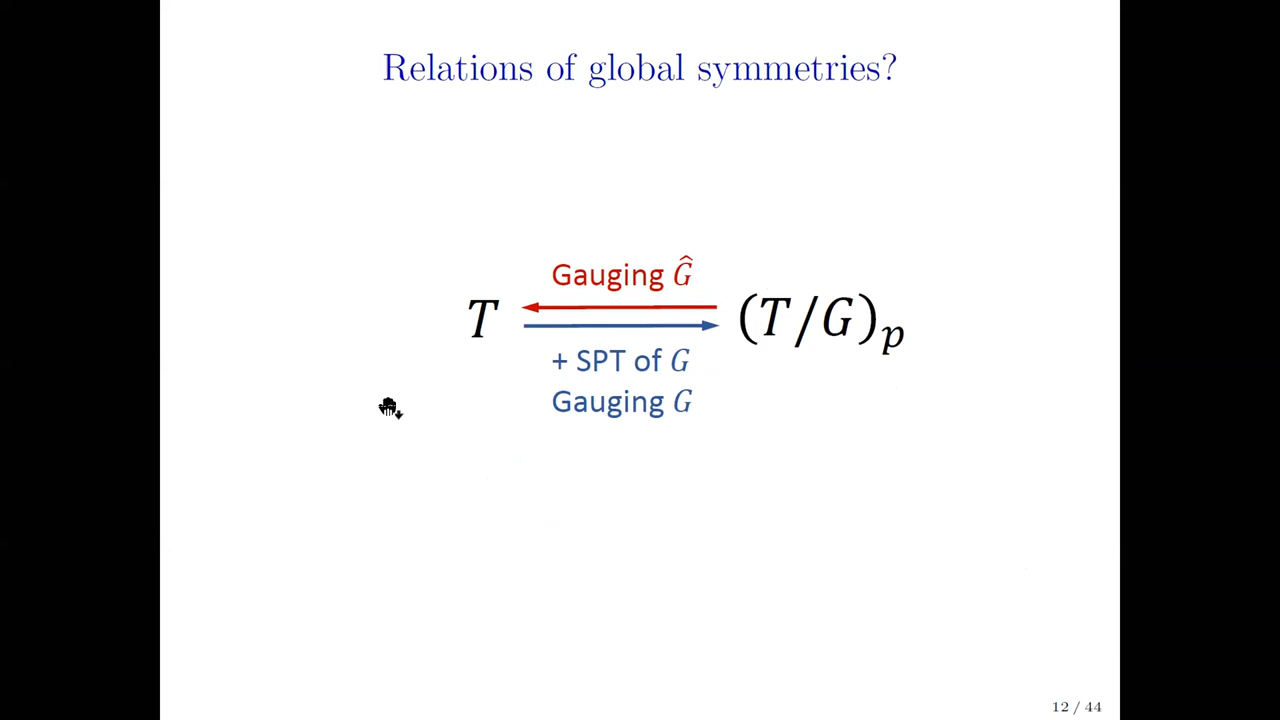 Relations of global symmetries?
Gauging Ĝ
T
(T/G)ₚ
+ SPT of G
Gauging G
12 / 44